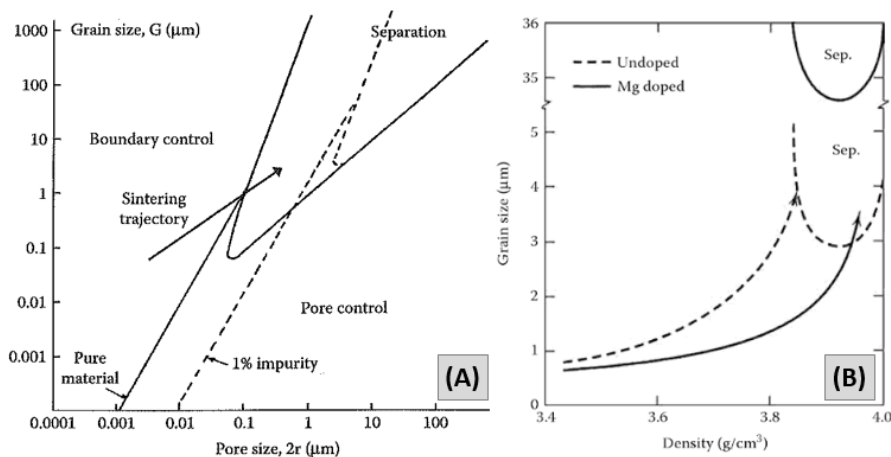 Grain size, G (μm)
Separation
Boundary control
Sintering
trajectory
Pore control
1% impurity
Pure
material
(A)
1000
100
10
1
0.1
0.01
0.001
0.0001 0.001 0.01 0.1 1 10 100
Pore size, 2r (μm)
Undoped
Mg doped
Sep.
Sep.
(B)
36
35
5
4
3
2
1
0
Grain size (μm)
3.4 3.6 3.8 4.0
Density (g/cm³)